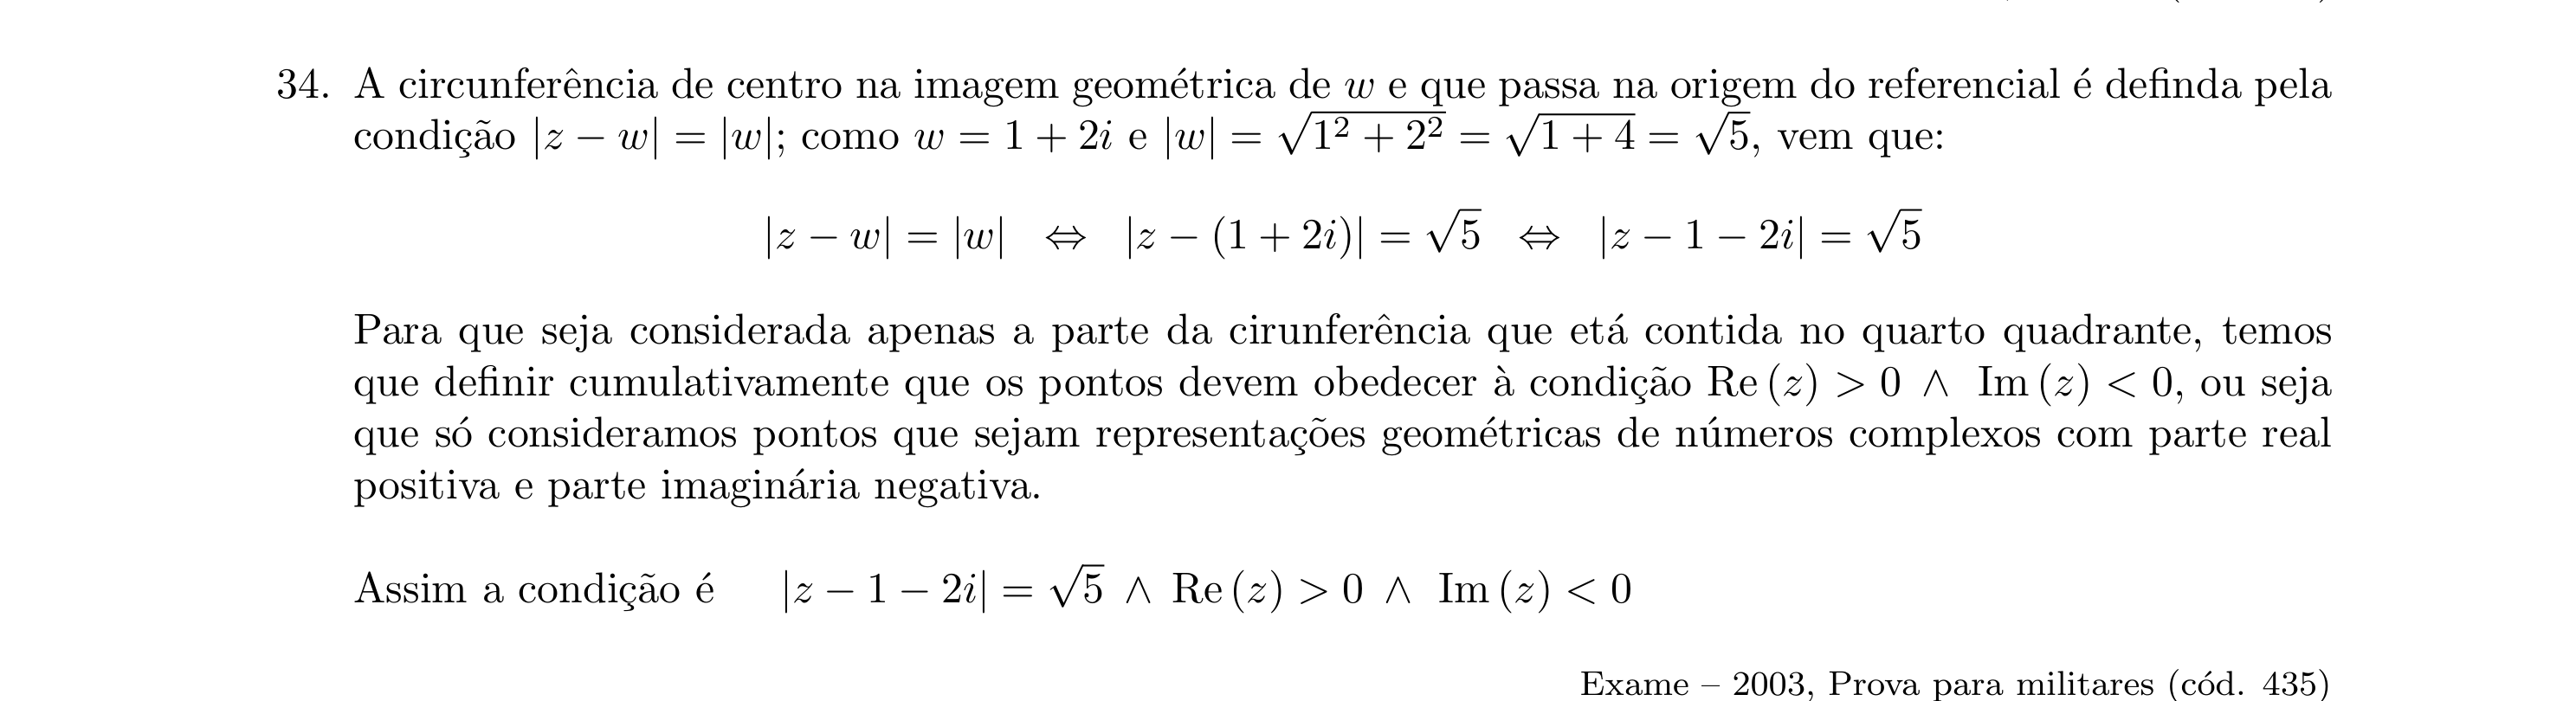 34. A circunferência de centro na imagem geométrica de w e que passa na origem do referencial é definda pela
condição |z − w| = |w|; como w = 1 + 2i e |w| = √(1² + 2²) = √(1 + 4) = √5, vem que:
|z − w| = |w| ⇔ |z − (1 + 2i)| = √5 ⇔ |z − 1 − 2i| = √5
Para que seja considerada apenas a parte da cirunferência que etá contida no quarto quadrante, temos
que definir cumulativamente que os pontos devem obedecer à condição Re (z) > 0 ∧ Im (z) < 0, ou seja
que só consideramos pontos que sejam representações geométricas de números complexos com parte real
positiva e parte imaginária negativa.
Assim a condição é |z − 1 − 2i| = √5 ∧ Re (z) > 0 ∧ Im (z) < 0
Exame – 2003, Prova para militares (cód. 435)